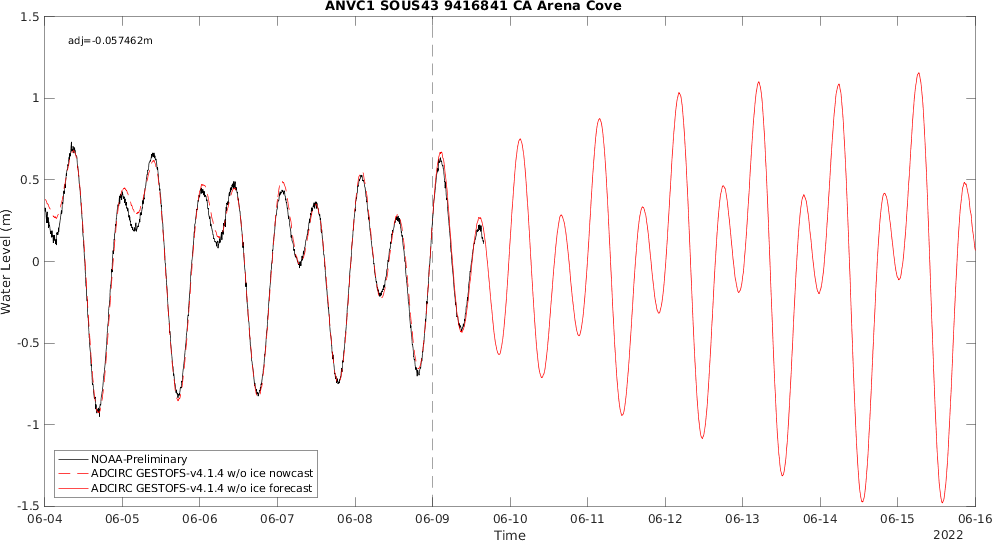 ANVC1 SOUS43 9416841 CA Arena Cove
adj=-0.057462m
1.5
1
0.5
0
-0.5
-1
-1.5
Water Level (m)
NOAA-Preliminary
ADCIRC GESTOFS-v4.1.4 w/o ice nowcast
ADCIRC GESTOFS-v4.1.4 w/o ice forecast
06-04 06-05 06-06 06-07 06-08 06-09 06-10 06-11 06-12 06-13 06-14 06-15 06-16
Time
2022